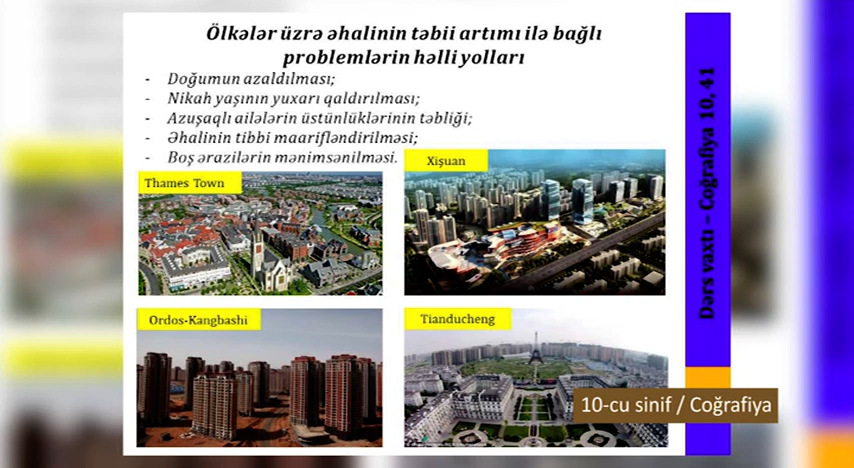 Ölkələr üzrə əhalinin təbii artımı ilə bağlı
problemlərin həlli yolları
- Doğumun azaldılması;
- Nikah yaşının yuxarı qaldırılması;
- Azuşaqlı ailələrin üstünlüklərinin təbliği;
- Əhalinin tibbi maarifləndirilməsi;
- Boş ərazilərin mənimsənilməsi.
Thames Town
Xişuan
Ordos-Kangbashi
Tianducheng
Dərs vaxtı – Coğrafiya 10, 41
10-cu sinif / Coğrafiya